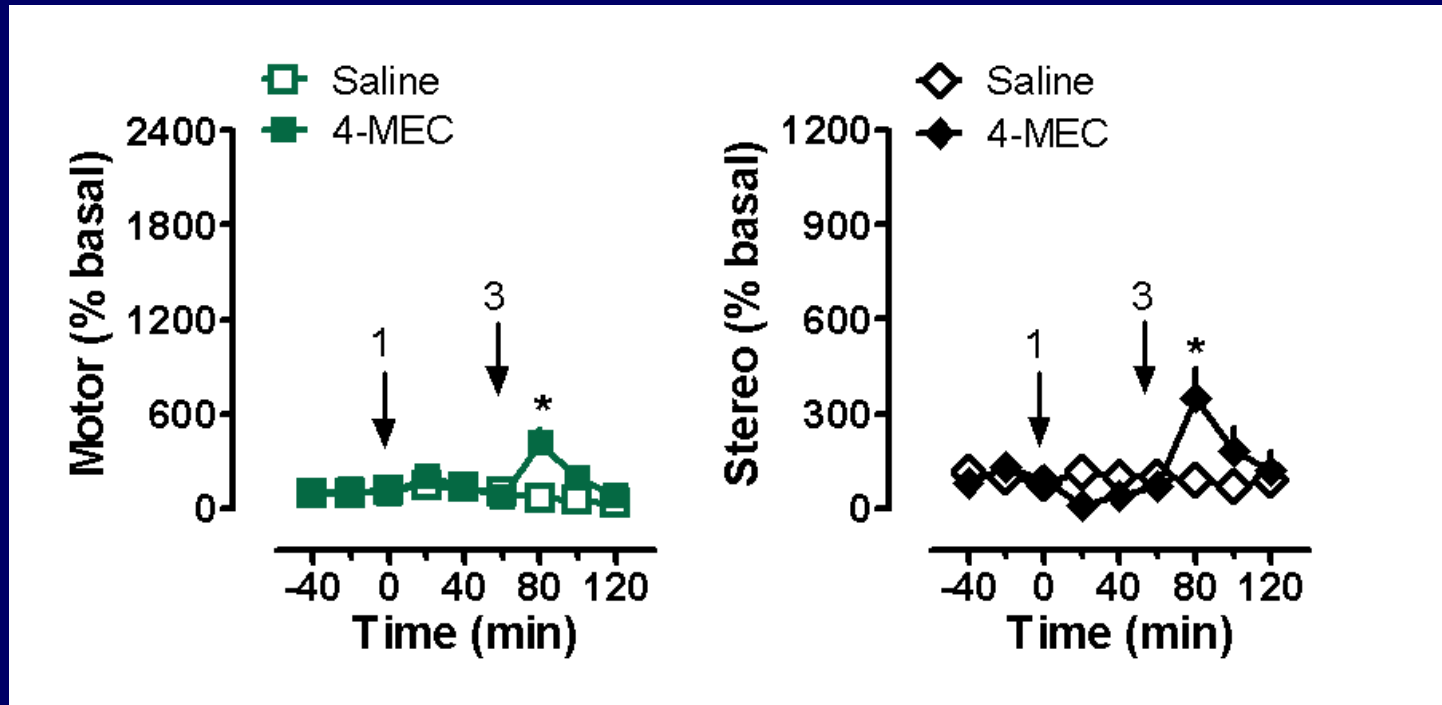 Saline
4-MEC
Motor (% basal)
2400
1800
1200
600
0
1
3
*
-40 0 40 80 120
Time (min)
Saline
4-MEC
Stereo (% basal)
1200
900
600
300
0
1
3
*
-40 0 40 80 120
Time (min)